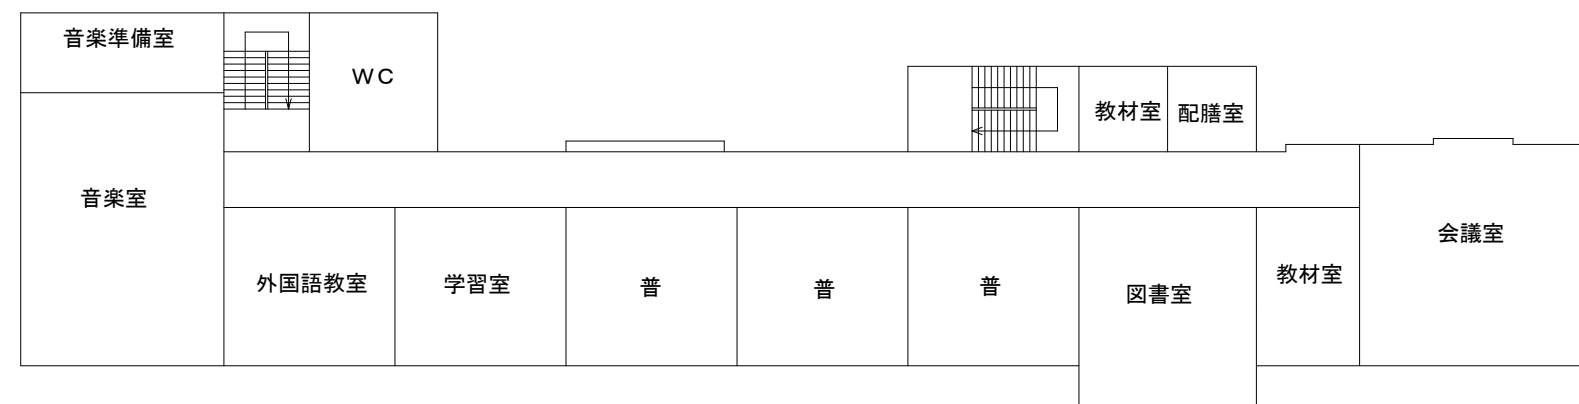 音楽準備室
ＷＣ
教材室
配膳室
音楽室
会議室
外国語教室
学習室
普
普
普
図書室
教材室